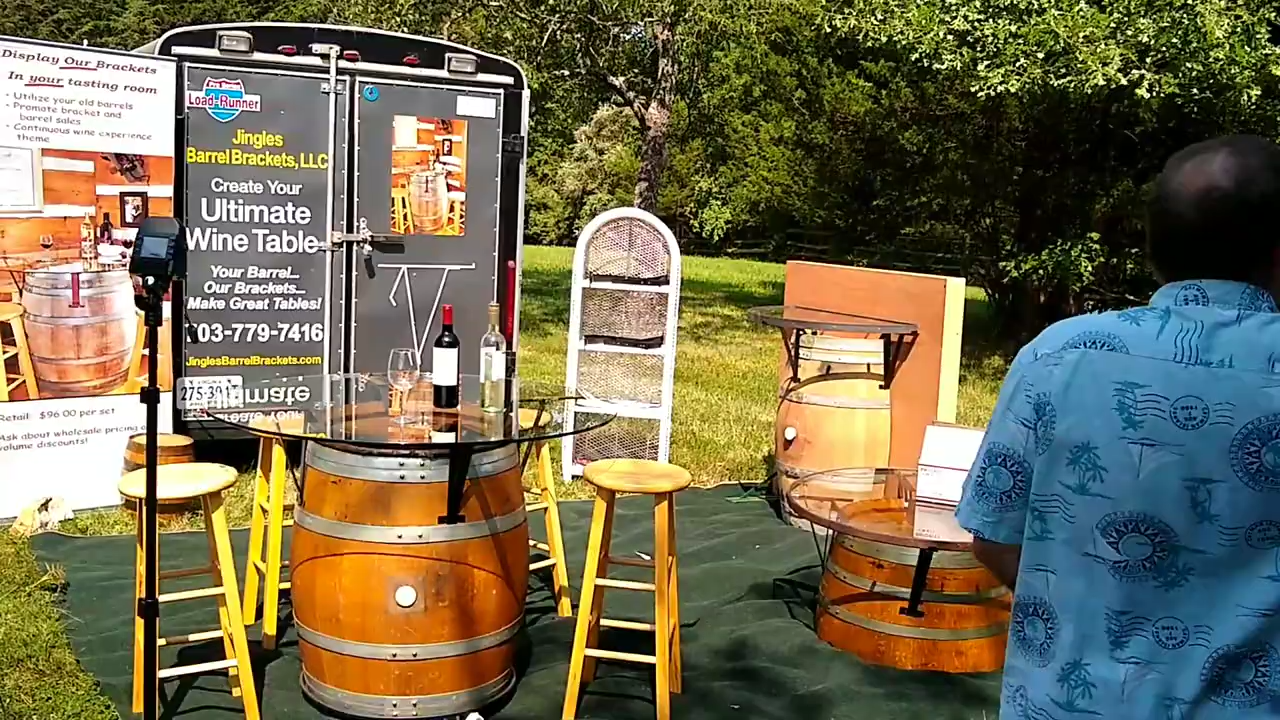 Display Our Brackets
In your tasting room
- Utilize your old barrels
- Promote bracket and
barrel sales
- Continuous wine experience
theme
Retail: $96.00 per set
Ask about wholesale pricing
volume discounts!
Load-Runner
Jingles
Barrel Brackets, LLC
Create Your
Ultimate
Wine Table
Your Barrel...
Our Brackets...
Make Great Tables!
03-779-7416
JinglesBarrelBrackets.com